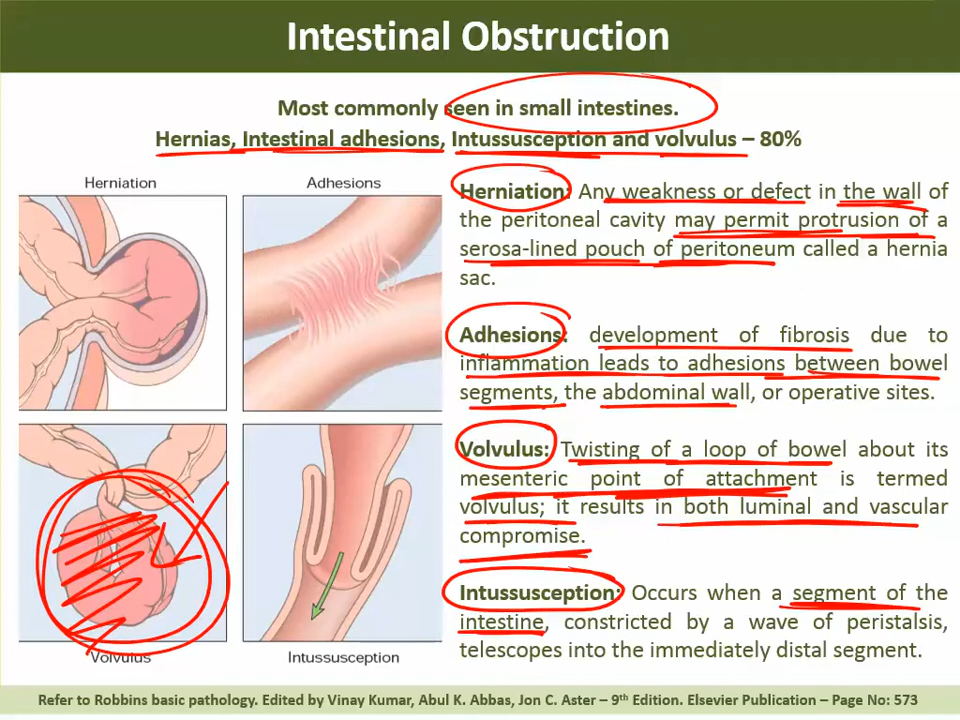 Intestinal Obstruction
Most commonly seen in small intestines.
Hernias, Intestinal adhesions, Intussusception and volvulus – 80%
Herniation
Adhesions
Volvulus
Intussusception
Herniation: Any weakness or defect in the wall of
the peritoneal cavity may permit protrusion of a
serosa-lined pouch of peritoneum called a hernia
sac.
Adhesions: development of fibrosis due to
inflammation leads to adhesions between bowel
segments, the abdominal wall, or operative sites.
Volvulus: Twisting of a loop of bowel about its
mesenteric point of attachment is termed
volvulus; it results in both luminal and vascular
compromise.
Intussusception: Occurs when a segment of the
intestine, constricted by a wave of peristalsis,
telescopes into the immediately distal segment.
Refer to Robbins basic pathology. Edited by Vinay Kumar, Abul K. Abbas, Jon C. Aster – 9th Edition. Elsevier Publication – Page No: 573